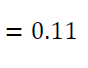 = 0.11